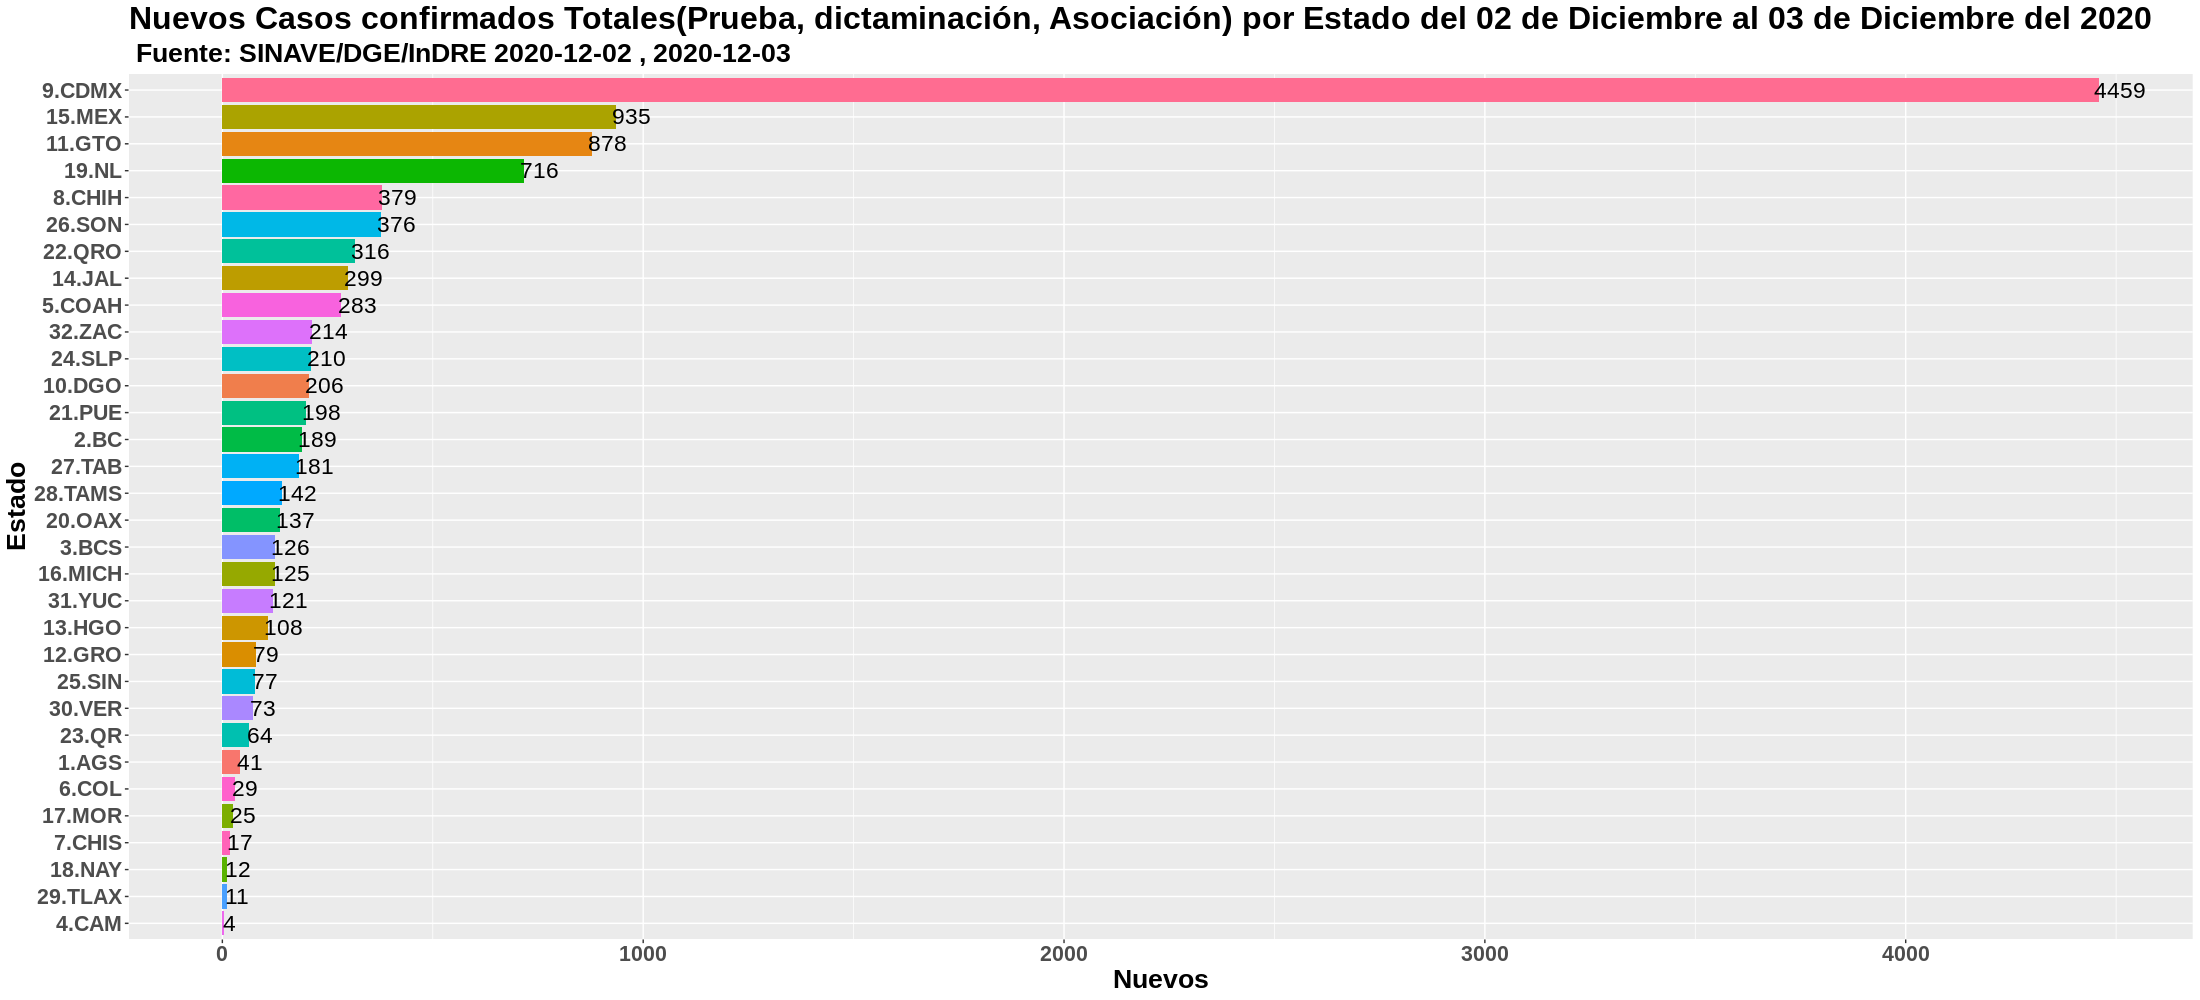 Nuevos Casos confirmados Totales(Prueba, dictaminación, Asociación) por Estado del 02 de Diciembre al 03 de Diciembre del 2020
Fuente: SINAVE/DGE/InDRE 2020-12-02 , 2020-12-03
Estado
9.CDMX 4459
15.MEX 935
11.GTO 878
19.NL 716
8.CHIH 379
26.SON 376
22.QRO 316
14.JAL 299
5.COAH 283
32.ZAC 214
24.SLP 210
10.DGO 206
21.PUE 198
2.BC 189
27.TAB 181
28.TAMS 142
20.OAX 137
3.BCS 126
16.MICH 125
31.YUC 121
13.HGO 108
12.GRO 79
25.SIN 77
30.VER 73
23.QR 64
1.AGS 41
6.COL 29
17.MOR 25
7.CHIS 17
18.NAY 12
29.TLAX 11
4.CAM 4
0 1000 2000 3000 4000
Nuevos